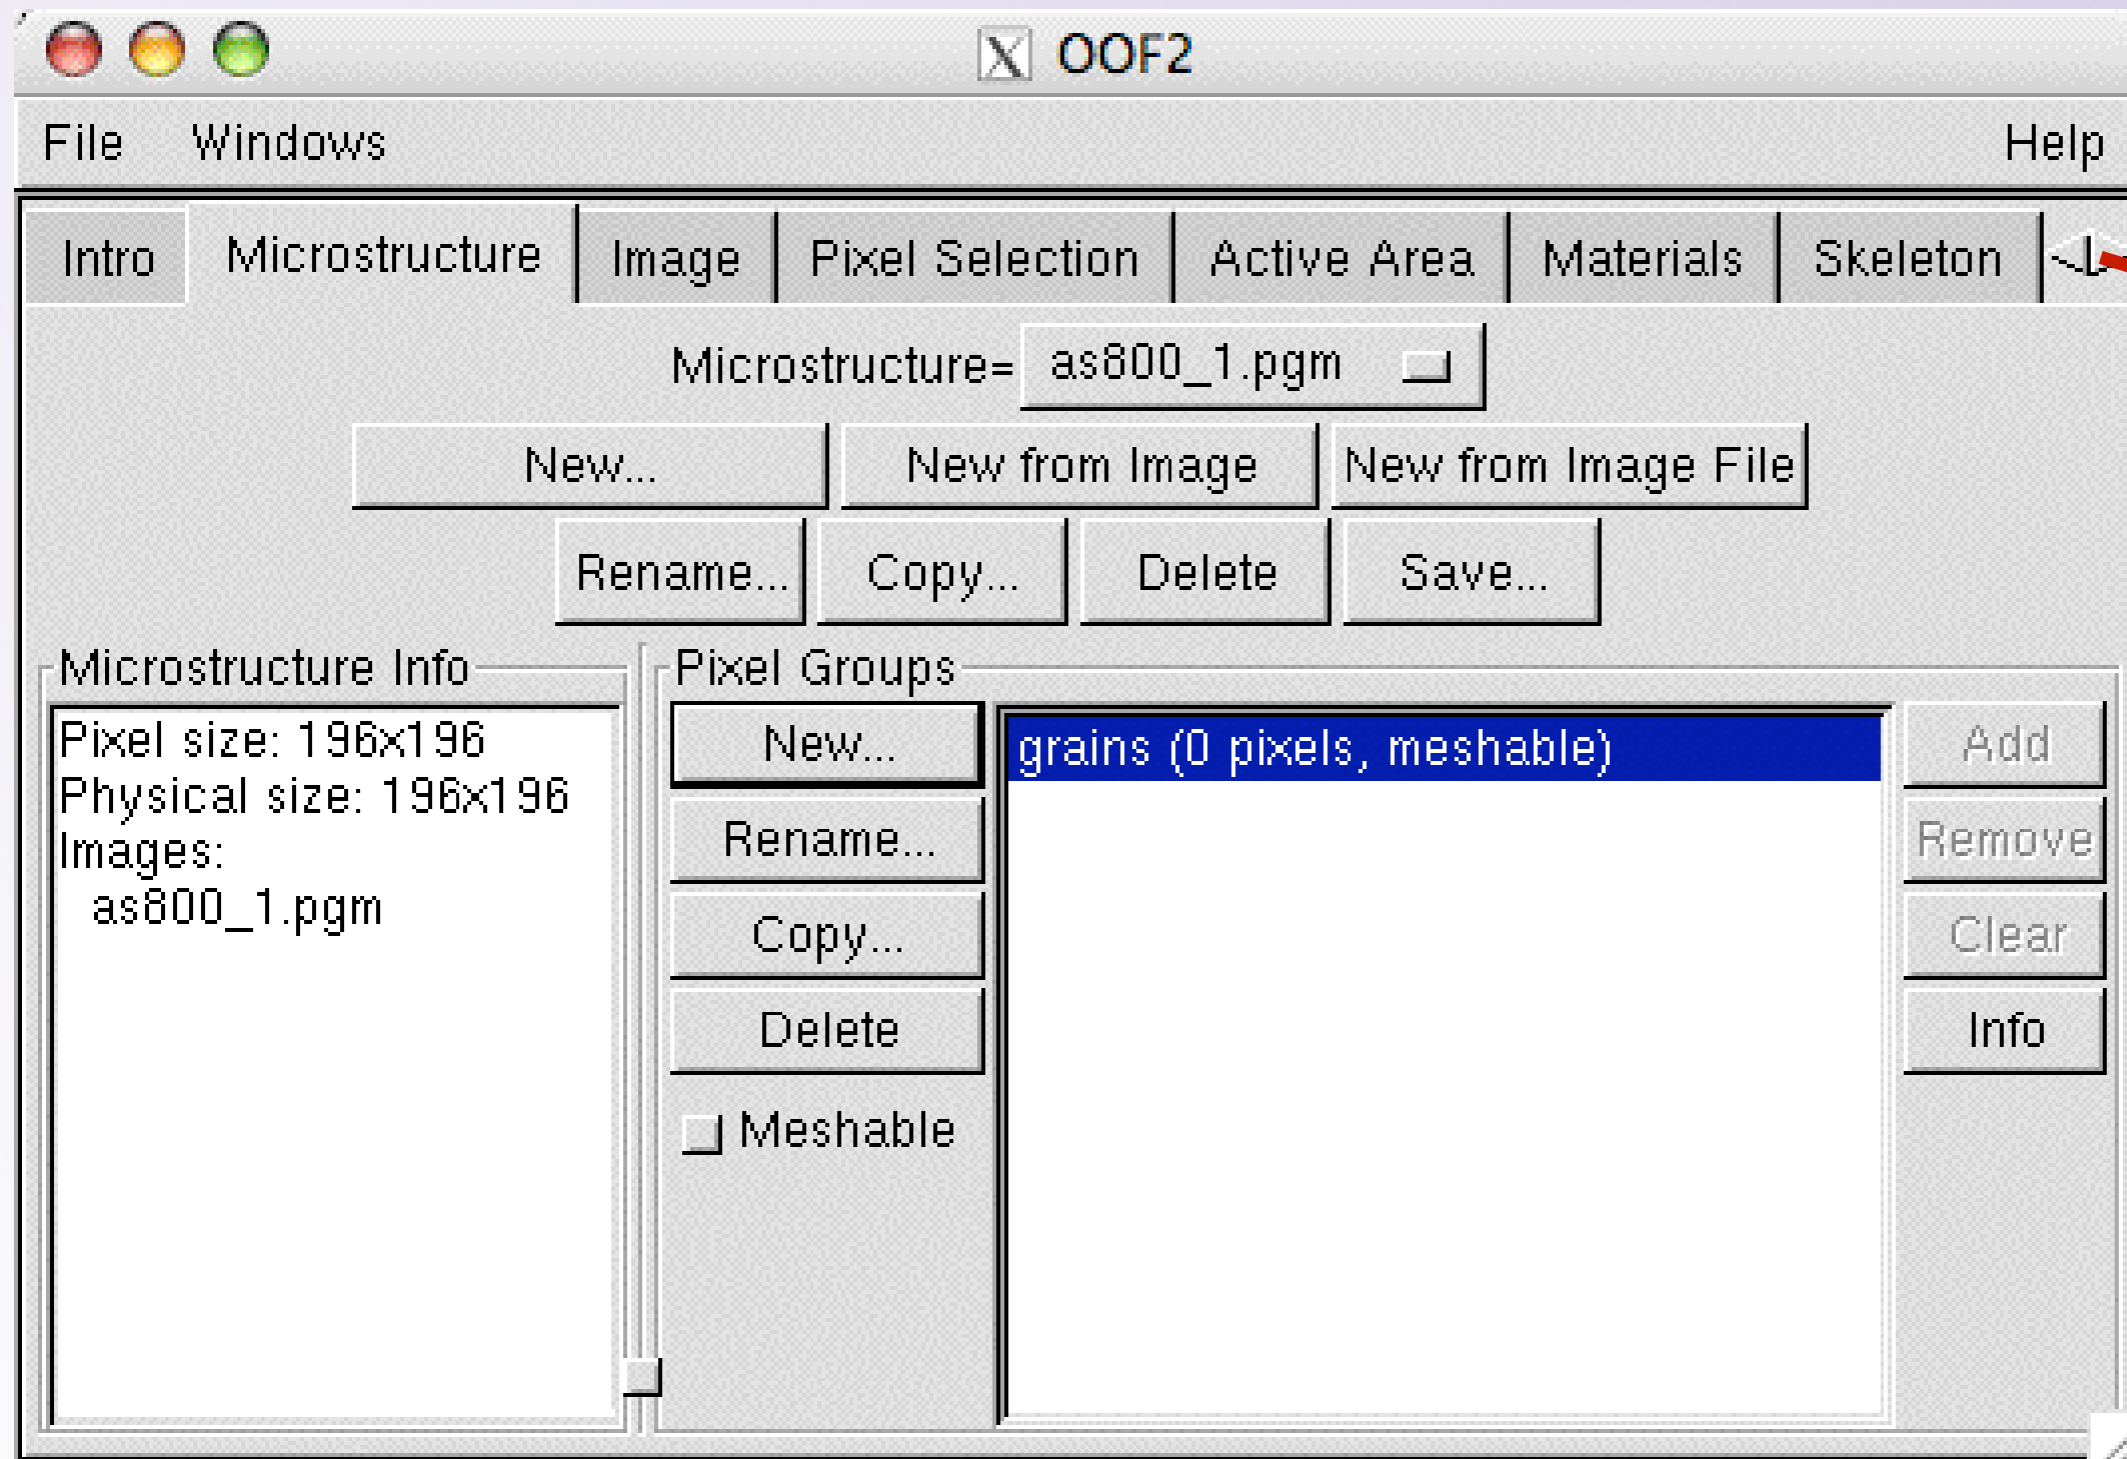 X OOF2
File Windows Help
Intro Microstructure Image Pixel Selection Active Area Materials Skeleton
Microstructure= as800_1.pgm
New... New from Image New from Image File
Rename... Copy... Delete Save...
Microstructure Info
Pixel size: 196x196
Physical size: 196x196
Images:
as800_1.pgm
Pixel Groups
New...
Rename...
Copy...
Delete
Meshable
grains (0 pixels, meshable)
Add
Remove
Clear
Info